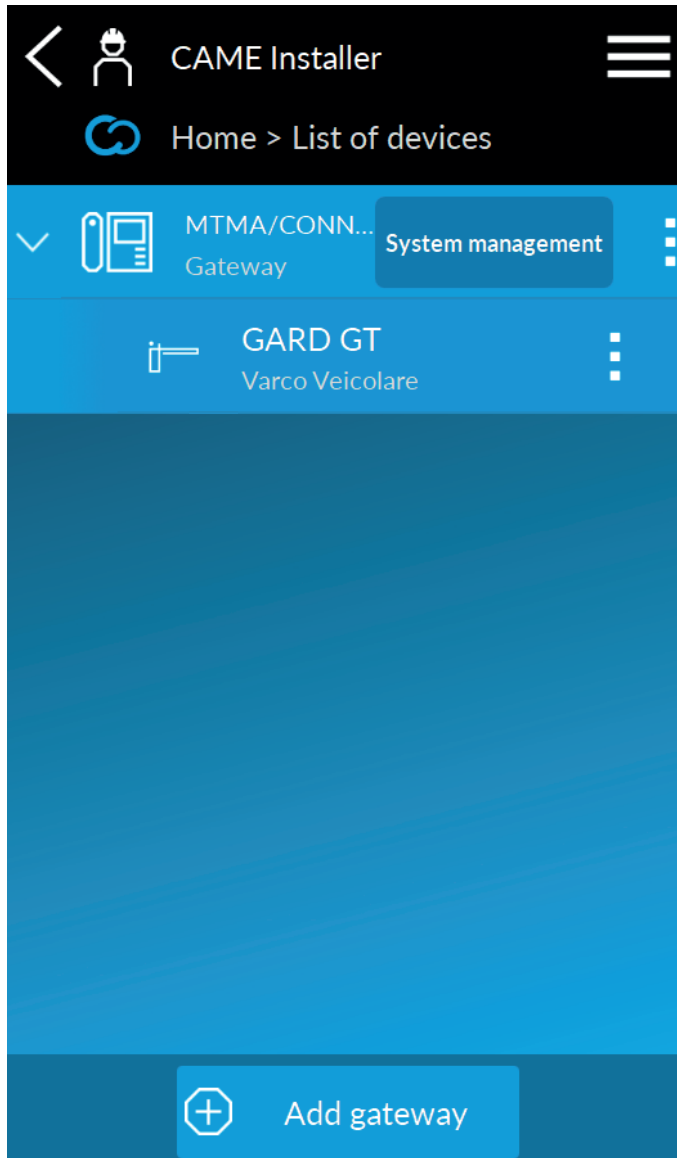 CAME Installer
Home > List of devices
MTMA/CONN...
Gateway
System management
GARD GT
Varco Veicolare
Add gateway